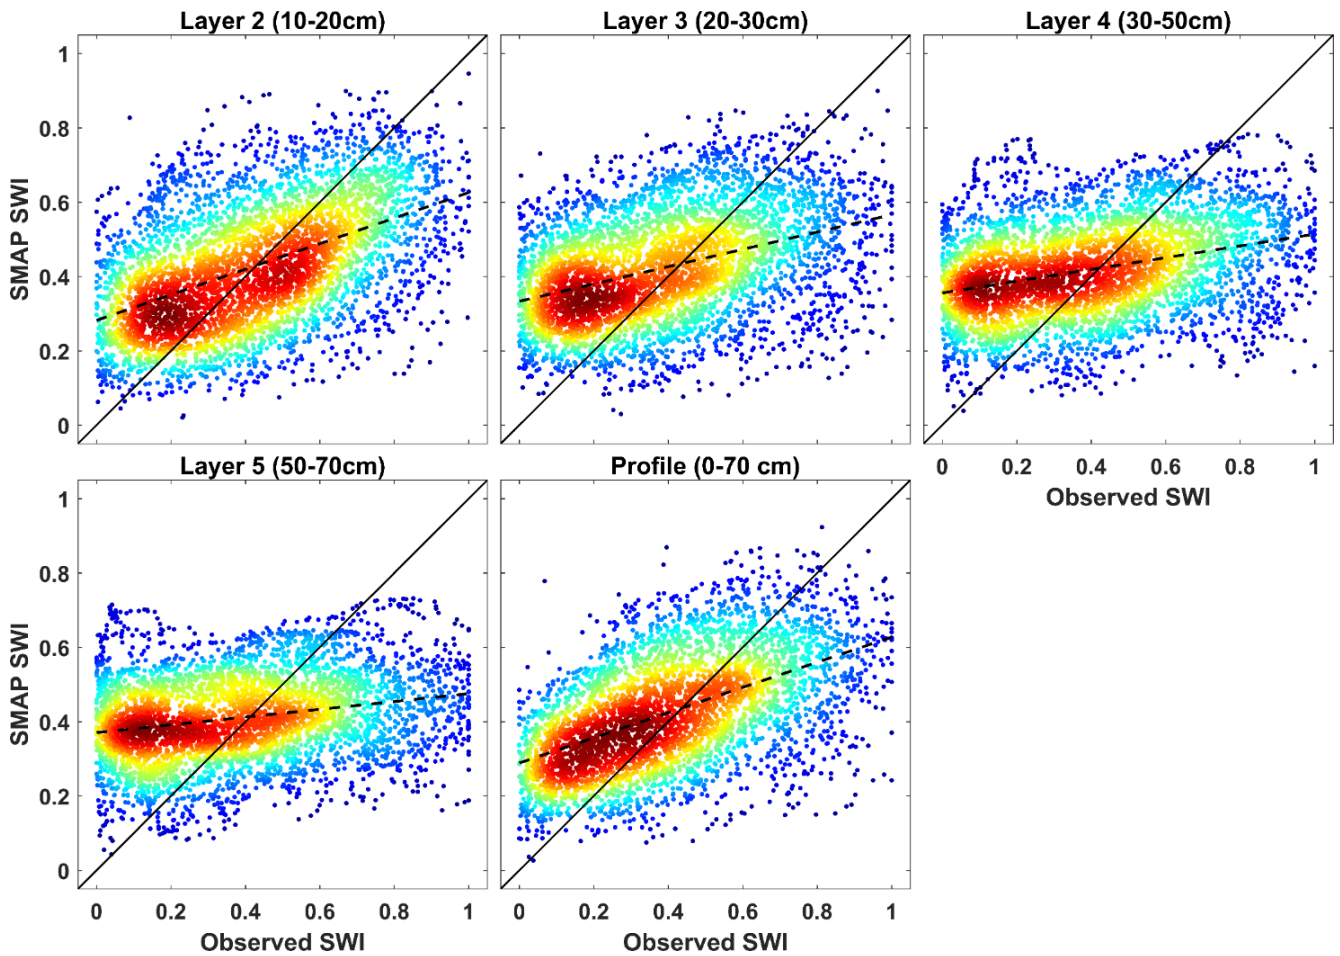 Layer 2 (10-20cm)
Layer 3 (20-30cm)
Layer 4 (30-50cm)
1
0.8
0.6
0.4
0.2
0
SMAP SWI
0 0.2 0.4 0.6 0.8 1
Observed SWI
Layer 5 (50-70cm)
Profile (0-70 cm)
1
0.8
0.6
0.4
0.2
0
SMAP SWI
0 0.2 0.4 0.6 0.8 1
0 0.2 0.4 0.6 0.8 1
Observed SWI
Observed SWI